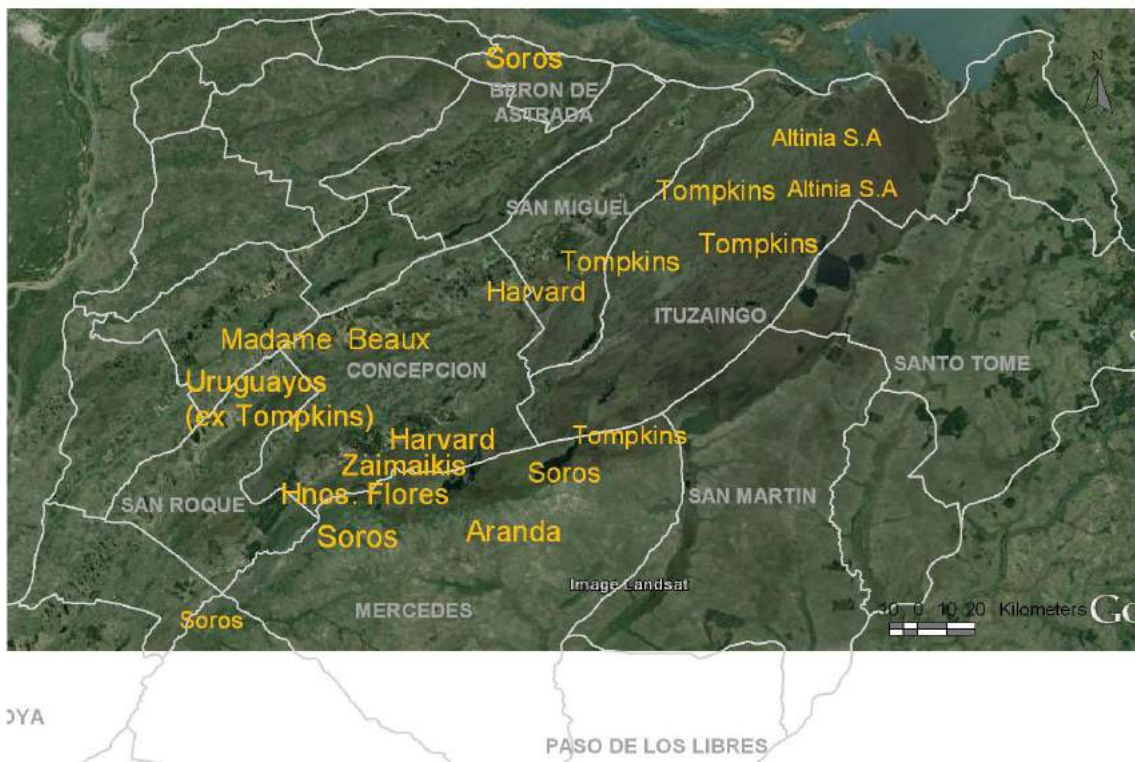 Soros
BERON DE
ASTRADA
N
Altinia S.A
Tompkins
Altinia S.A
SAN MIGUEL
Tompkins
Tompkins
Harvard
ITUZAINGO
Madame Beaux
CONCEPCION
SANTO TOME
Uruguayos
(ex Tompkins)
Harvard
Tompkins
Zaimaikis
Soros
SAN ROQUE
Hnos. Flores
SAN MARTIN
Soros
Aranda
Image Landsat
MERCEDES
10 0 10 20 Kilometers
Go
Soros
OYA
PASO DE LOS LIBRES